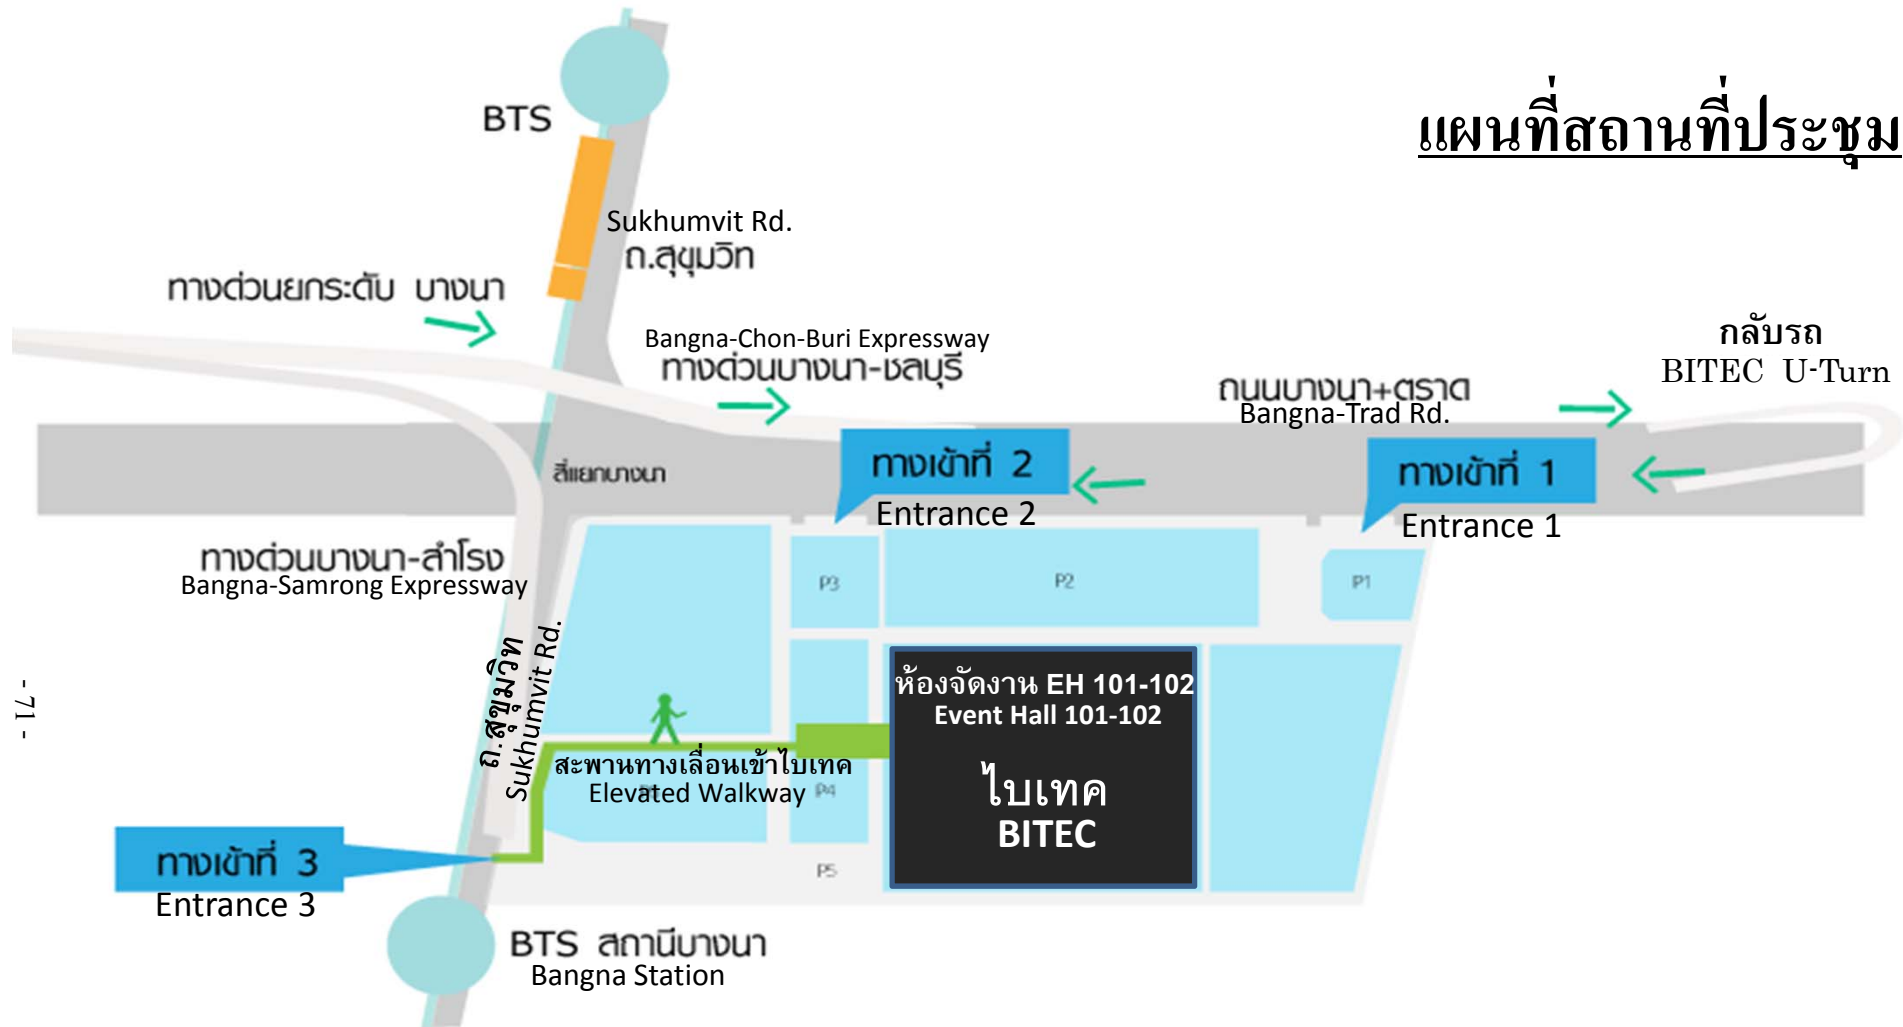 แผนที่สถานที่ประชุม
BTS
Sukhumvit Rd.
ถ.สุขุมวิท
ทางด่วนยกระดับ บางนา
Bangna-Chon-Buri Expressway
ทางด่วนบางนา-ชลบุรี
กลับรถ
BITEC U-Turn
ถนนบางนา+ตราด
Bangna-Trad Rd.
สี่แยกบางนา
ทางเข้าที่ 2
Entrance 2
ทางเข้าที่ 1
Entrance 1
ทางด่วนบางนา-สำโรง
Bangna-Samrong Expressway
P3
P2
P1
ถ.สุขุมวิท
Sukhumvit Rd.
ห้องจัดงาน EH 101-102
Event Hall 101-102
ไบเทค
BITEC
สะพานทางเลื่อนเข้าไบเทค
Elevated Walkway
P4
P5
ทางเข้าที่ 3
Entrance 3
BTS สถานีบางนา
Bangna Station
- 71 -